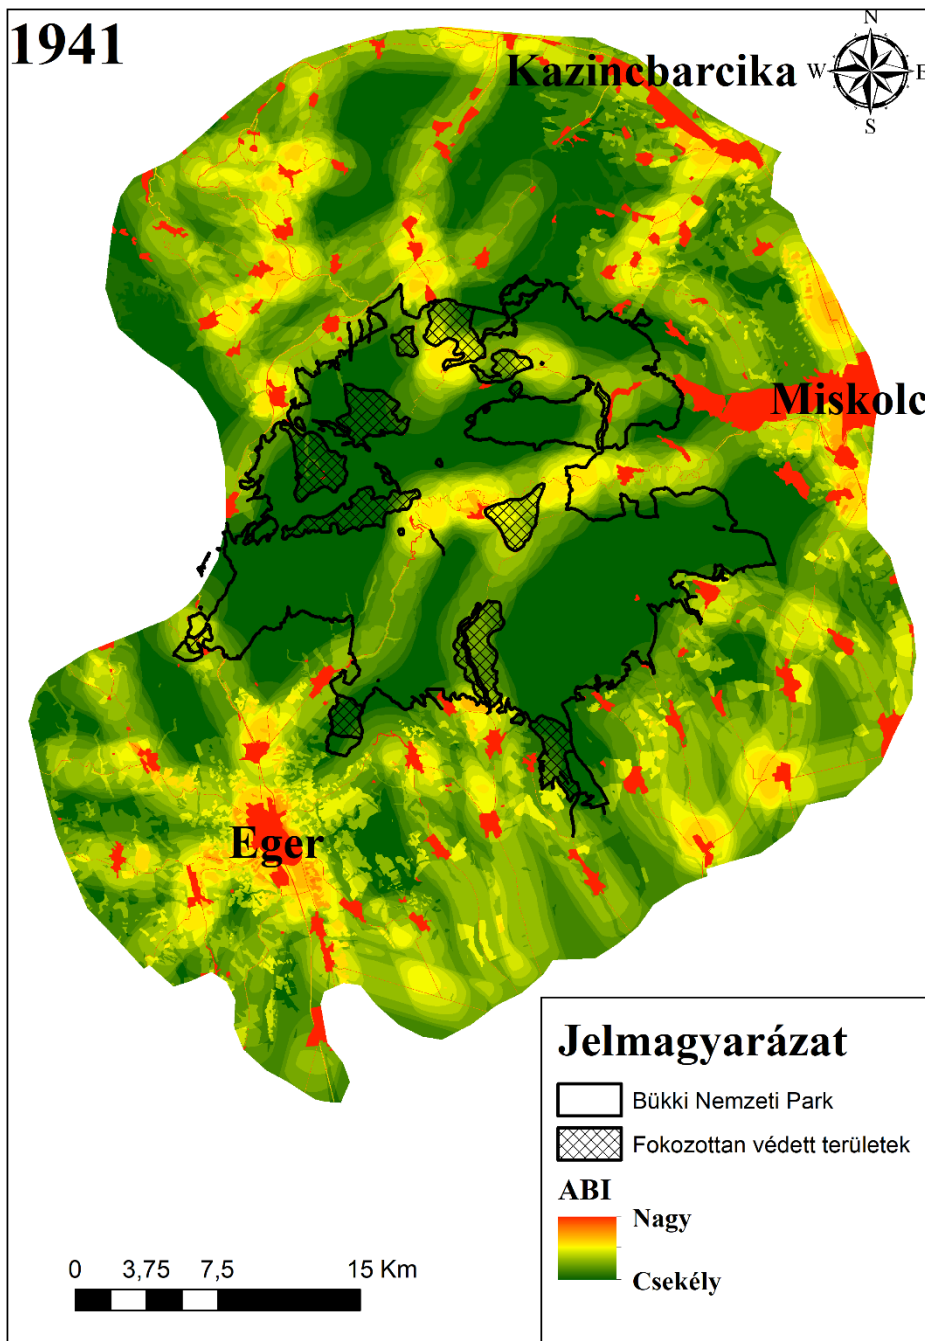 1941
Kazincbarcika
N
W
E
S
Miskolc
Eger
Jelmagyarázat
Bükki Nemzeti Park
Fokozottan védett területek
ABI
Nagy
Csekély
0 3,75 7,5 15 Km